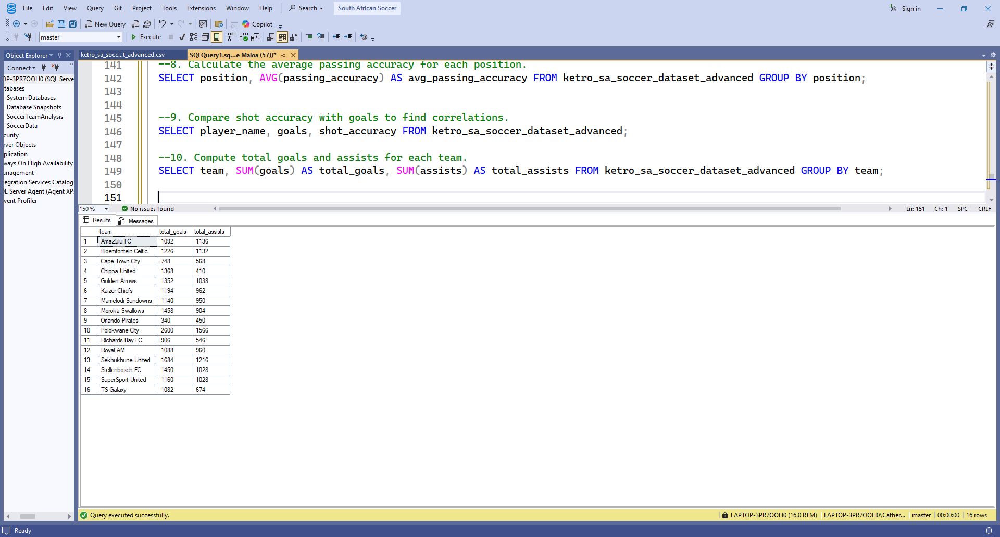 File Edit View Query Git Project Tools Extensions Window Help Search South African Soccer Sign in
New Query DAX Copilot
master Execute
Object Explorer ketro_sa_socc...t_advanced.csv SQLQuery1.sq...e Maloa (57))*
Connect
OP-3PR7OOH0 (SQL Serve
tabases
System Databases
Database Snapshots
SoccerTeamAnalysis
SoccerData
curity
rver Objects
plication
ways On High Availability
anagement
tegration Services Catalog
QL Server Agent (Agent XP
vent Profiler
141 --8. Calculate the average passing accuracy for each position.
142 SELECT position, AVG(passing_accuracy) AS avg_passing_accuracy FROM ketro_sa_soccer_dataset_advanced GROUP BY position;
143
144
145 --9. Compare shot accuracy with goals to find correlations.
146 SELECT player_name, goals, shot_accuracy FROM ketro_sa_soccer_dataset_advanced;
147
148 --10. Compute total goals and assists for each team.
149 SELECT team, SUM(goals) AS total_goals, SUM(assists) AS total_assists FROM ketro_sa_soccer_dataset_advanced GROUP BY team;
150
151
150 % No issues found Ln: 151 Ch: 1 SPC CRLF
Results Messages
team total_goals total_assists
1 AmaZulu FC 1092 1136
2 Bloemfontein Celtic 1226 1132
3 Cape Town City 748 568
4 Chippa United 1368 410
5 Golden Arrows 1352 1038
6 Kaizer Chiefs 1194 962
7 Mamelodi Sundowns 1140 950
8 Moroka Swallows 1458 904
9 Orlando Pirates 340 450
10 Polokwane City 2600 1566
11 Richards Bay FC 906 546
12 Royal AM 1088 960
13 Sekhukhune United 1684 1216
14 Stellenbosch FC 1450 1028
15 SuperSport United 1160 1028
16 TS Galaxy 1082 674
Query executed successfully. LAPTOP-3PR7OOH0 (16.0 RTM) LAPTOP-3PR7OOH0\Cather... master 00:00:00 16 rows
Ready